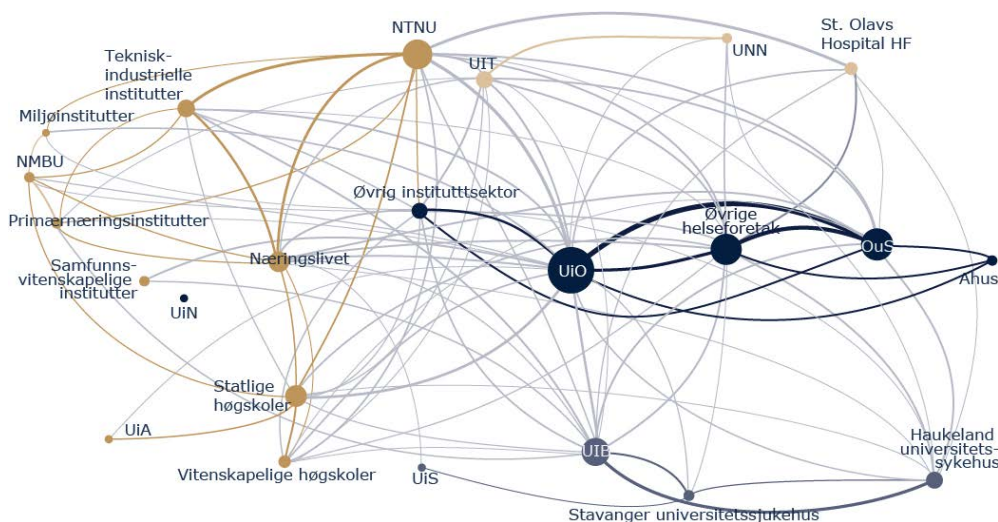 NTNU
St. Olavs
Hospital HF
UNN
UIT
Teknisk-
industrielle
institutter
Miljøinstitutter
NMBU
Øvrig institutttsektor
Primærnæringsinstitutter
Øvrige
helseforetak
OuS
Næringslivet
Samfunns-
vitenskapelige
institutter
UiO
Ahus
UiN
Statlige
høgskoler
UiA
Haukeland
universitets-
sykehus
UIB
Vitenskapelige høgskoler
UiS
Stavanger universitetssjukehus